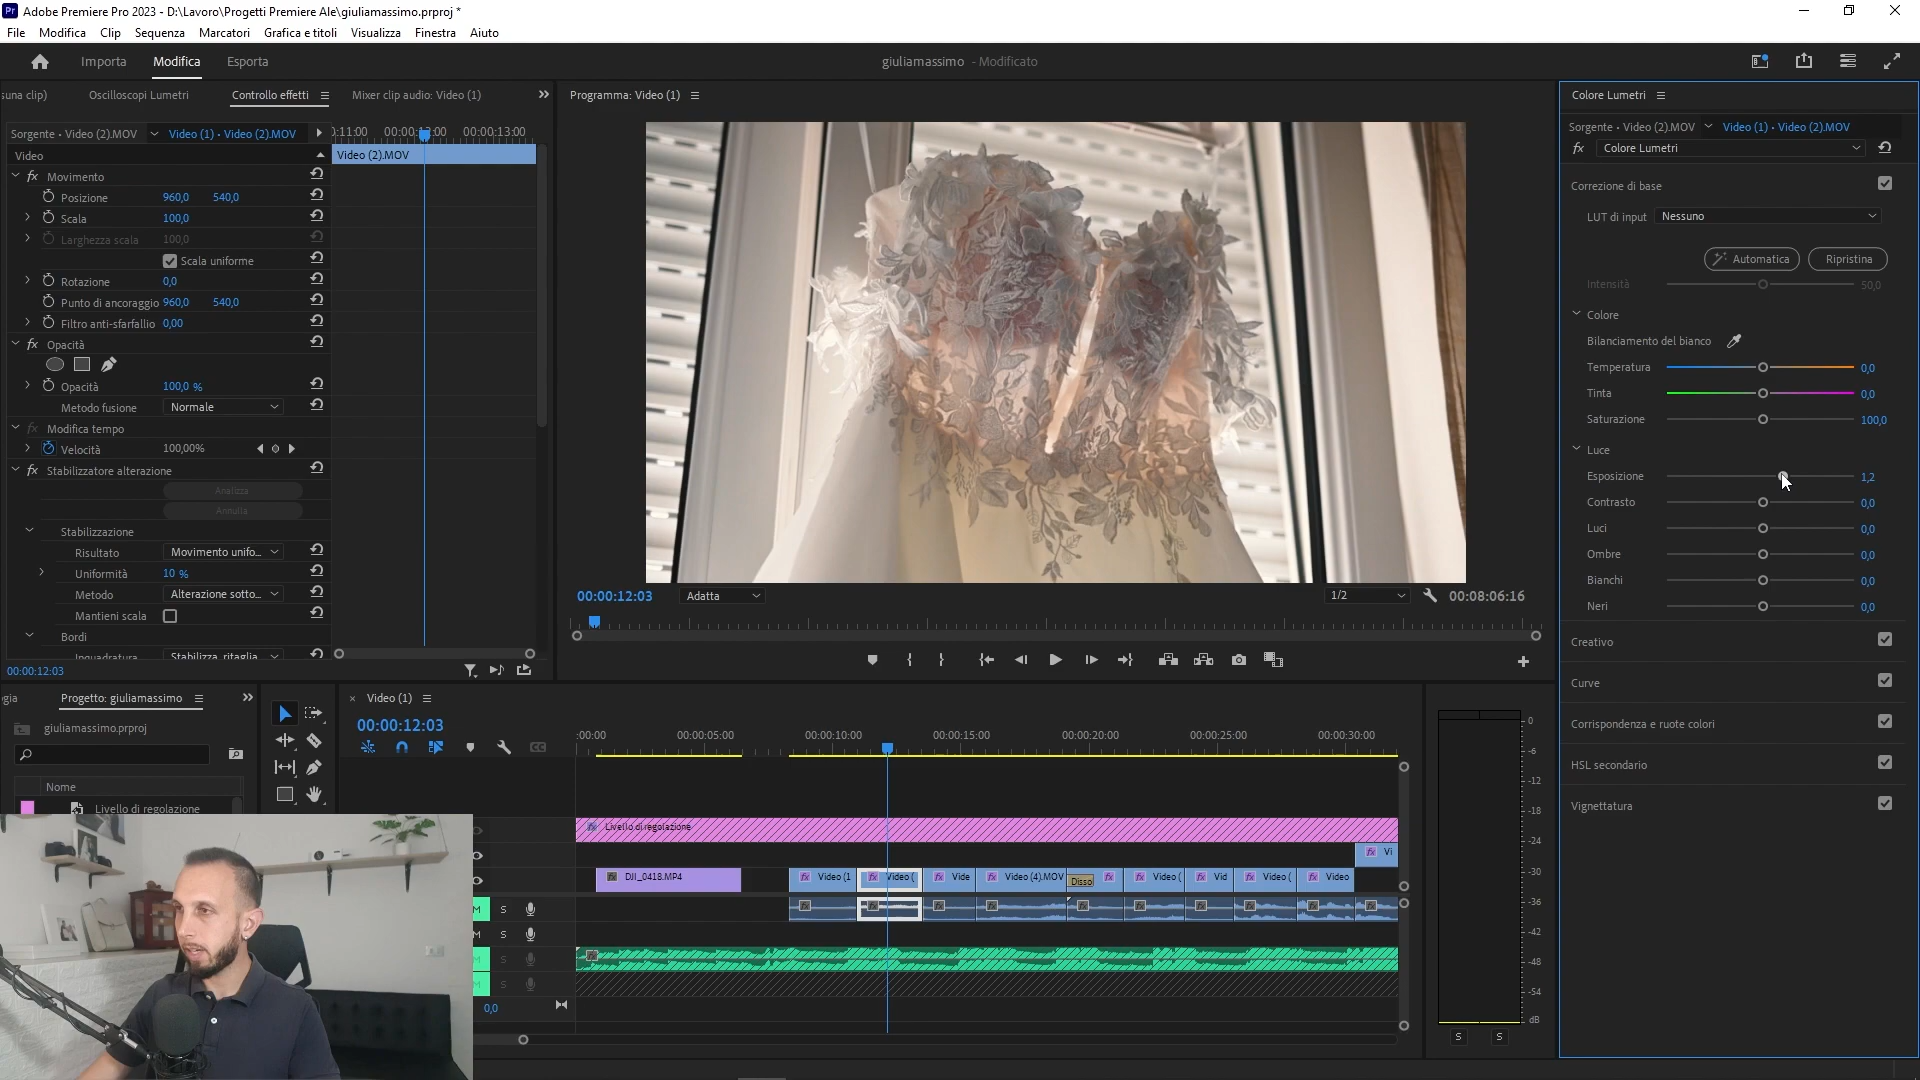 Pr Adobe Premiere Pro 2023 - D:\Lavoro\Progetti Premiere Ale\giuliamassimo.prproj *
File Modifica Clip Sequenza Marcatori Grafica e titoli Visualizza Finestra Aiuto
Importa Modifica Esporta
giuliamassimo - Modificato
suna clip) Oscilloscopi Lumetri Controllo effetti Mixer clip audio: Video (1)
Programma: Video (1)
Colore Lumetri
Sorgente • Video (2).MOV Video (1) • Video (2).MOV
00:00:12:00 00:00:13:00
Video
Video (2).MOV
fx Movimento
Posizione 960,0 540,0
Scala 100,0
Larghezza scala 100,0
Scala uniforme
Rotazione 0,0
Punto di ancoraggio 960,0 540,0
Filtro anti-sfarfallio 0,00
fx Opacità
Opacità 100,0 %
Metodo fusione Normale
fx Modifica tempo
Velocità 100,00%
fx Stabilizzatore alterazione
Analizza
Annulla
Stabilizzazione
Risultato Movimento unifo...
Uniformità 10 %
Metodo Alterazione sotto...
Mantieni scala
Bordi
Inquadratura Stabilizza, ritaglia
00:00:12:03
00:00:12:03 Adatta 1/2 00:08:06:16
Sorgente • Video (2).MOV Video (1) • Video (2).MOV
fx Colore Lumetri
Correzione di base
LUT di input Nessuno
Automatica Ripristina
Intensità 50,0
Colore
Bilanciamento del bianco
Temperatura 0,0
Tinta 0,0
Saturazione 100,0
Luce
Esposizione 1,2
Contrasto 0,0
Luci 0,0
Ombre 0,0
Bianchi 0,0
Neri 0,0
Creativo
Curve
Corrispondenza e ruote colori
HSL secondario
Vignettatura
gia Progetto: giuliamassimo
giuliamassimo.prproj
Nome
Livello di regolazione
× Video (1)
00:00:12:03
:00:00 00:00:05:00 00:00:10:00 00:00:15:00 00:00:20:00 00:00:25:00 00:00:30:00
fx Livello di regolazione
fx Vi
DJI_0418.MP4 fx Video (1 fx Video ( fx Vide fx Video (4).MOV Disso fx fx Video ( fx Vid fx Video ( fx Video
M S
M S
M S
M S
0,0
0
-6
-12
-18
-24
-30
-36
-42
-48
-54
dB
S S